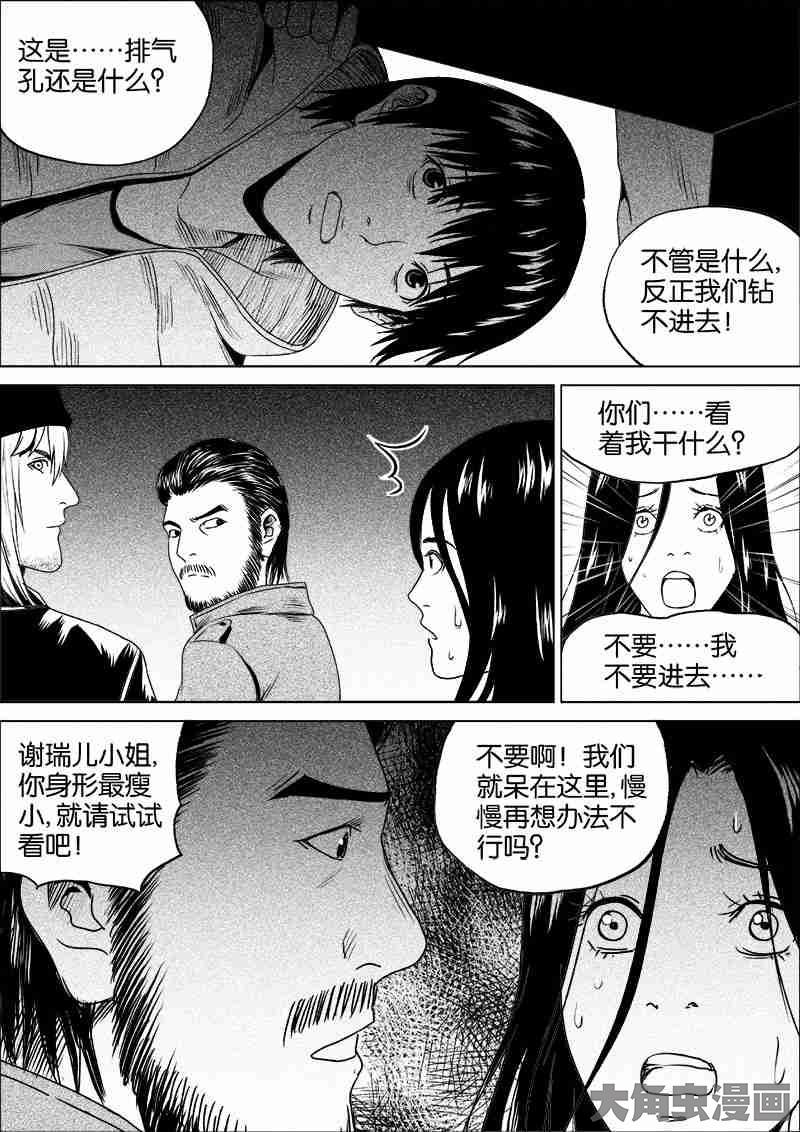 这是……排气
孔还是什么？
不管是什么，
反正我们钻
不进去！
你们……看
着我干什么？
不要……我
不要进去……
谢瑞儿小姐，
你身形最瘦
小，就请试试
看吧！
不要啊！我们
就呆在这里，慢
慢再想办法不
行吗？
大角虫漫画